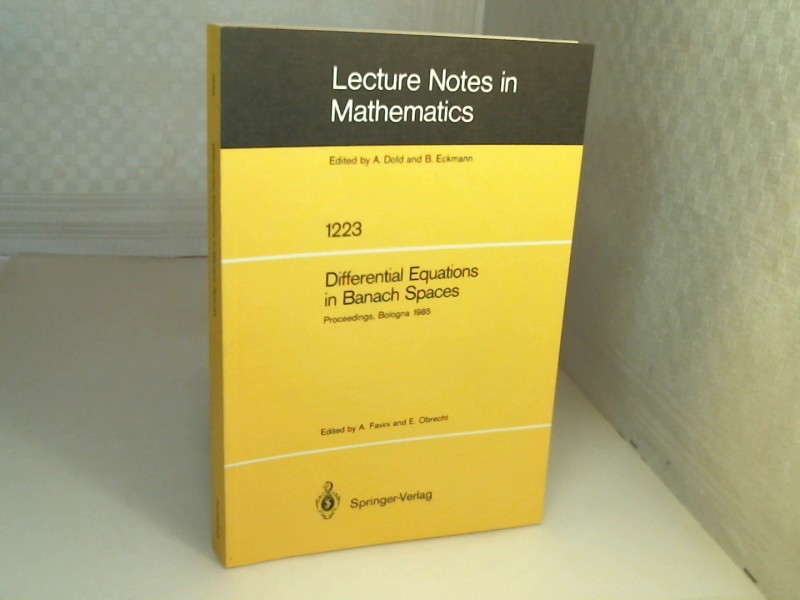 Lecture Notes in
Mathematics
Edited by A. Dold and B. Eckmann
1223
Differential Equations
in Banach Spaces
Proceedings, Bologna 1985
Edited by A. Favini and E. Obrecht
Springer-Verlag